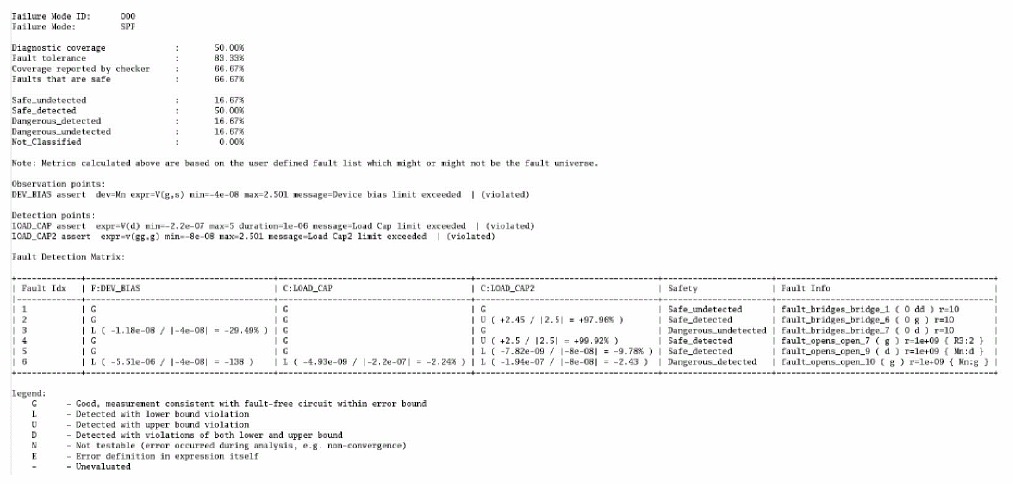 Failure Mode ID: 000
Failure Mode: SPF
Diagnostic coverage : 50.00%
Fault tolerance : 83.33%
Coverage reported by checker : 66.67%
Faults that are safe : 66.67%
Safe_undetected : 16.67%
Safe_detected : 50.00%
Dangerous_detected : 16.67%
Dangerous_undetected : 16.67%
Not_Classified : 0.00%
Note: Metrics calculated above are based on the user defined fault list which might or might not be the fault universe.
Observation points:
DEV_BIAS assert dev=Mn expr=V(g,s) min=-4e-08 max=2.501 message=Device bias limit exceeded | (violated)
Detection points:
LOAD_CAP assert expr=V(d) min=-2.2e-07 max=5 duration=1e-06 message=Load Cap limit exceeded | (violated)
LOAD_CAP2 assert expr=v(gg,g) min=-8e-08 max=2.501 message=Load Cap2 limit exceeded | (violated)
Fault Detection Matrix:
| Fault Idx | F:DEV_BIAS | C:LOAD_CAP | C:LOAD_CAP2 | Safety | Fault Info |
| 1 | G | G | G | Safe_undetected | fault_bridges_bridge_1 ( 0 dd ) r=10 |
| 2 | G | G | U ( +2.45 / |2.5| = +97.96% ) | Safe_detected | fault_bridges_bridge_6 ( 0 g ) r=10 |
| 3 | L ( -1.18e-08 / |-4e-08| = -29.49% ) | G | G | Dangerous_undetected | fault_bridges_bridge_7 ( 0 d ) r=10 |
| 4 | G | G | U ( +2.5 / |2.5| = +99.92% ) | Safe_detected | fault_opens_open_7 ( g ) r=1e+09 { R3:2 } |
| 5 | G | G | L ( -7.82e-09 / |-8e-08| = -9.78% ) | Safe_detected | fault_opens_open_9 ( d ) r=1e+09 { Mn:d } |
| 6 | L ( -5.51e-06 / |-4e-08| = -138 ) | L ( -4.93e-09 / |-2.2e-07| = -2.24% ) | L ( -1.94e-07 / |-8e-08| = -2.43 ) | Dangerous_detected | fault_opens_open_10 ( g ) r=1e+09 { Mn:g } |
Legend:
G - Good, measurement consistent with fault-free circuit within error bound
L - Detected with lower bound violation
U - Detected with upper bound violation
D - Detected with violations of both lower and upper bound
N - Not testable (error occurred during analysis, e.g. non-convergence)
E - Error definition in expression itself
- - Unevaluated